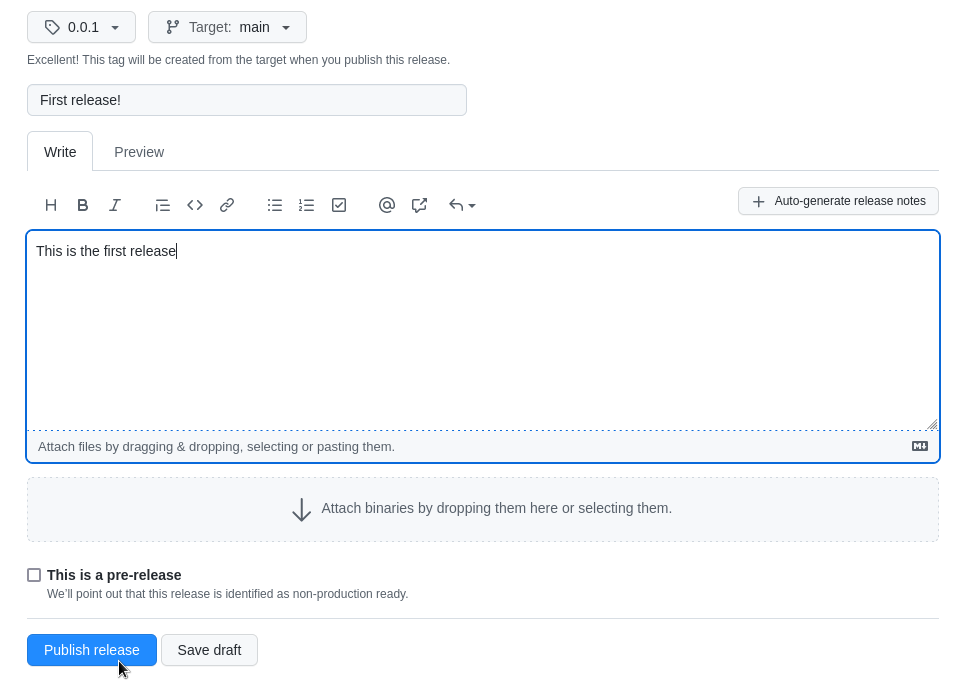 0.0.1 Target: main
Excellent! This tag will be created from the target when you publish this release.
First release!
Write Preview
Auto-generate release notes
This is the first release
Attach files by dragging & dropping, selecting or pasting them.
Attach binaries by dropping them here or selecting them.
This is a pre-release
We'll point out that this release is identified as non-production ready.
Publish release Save draft